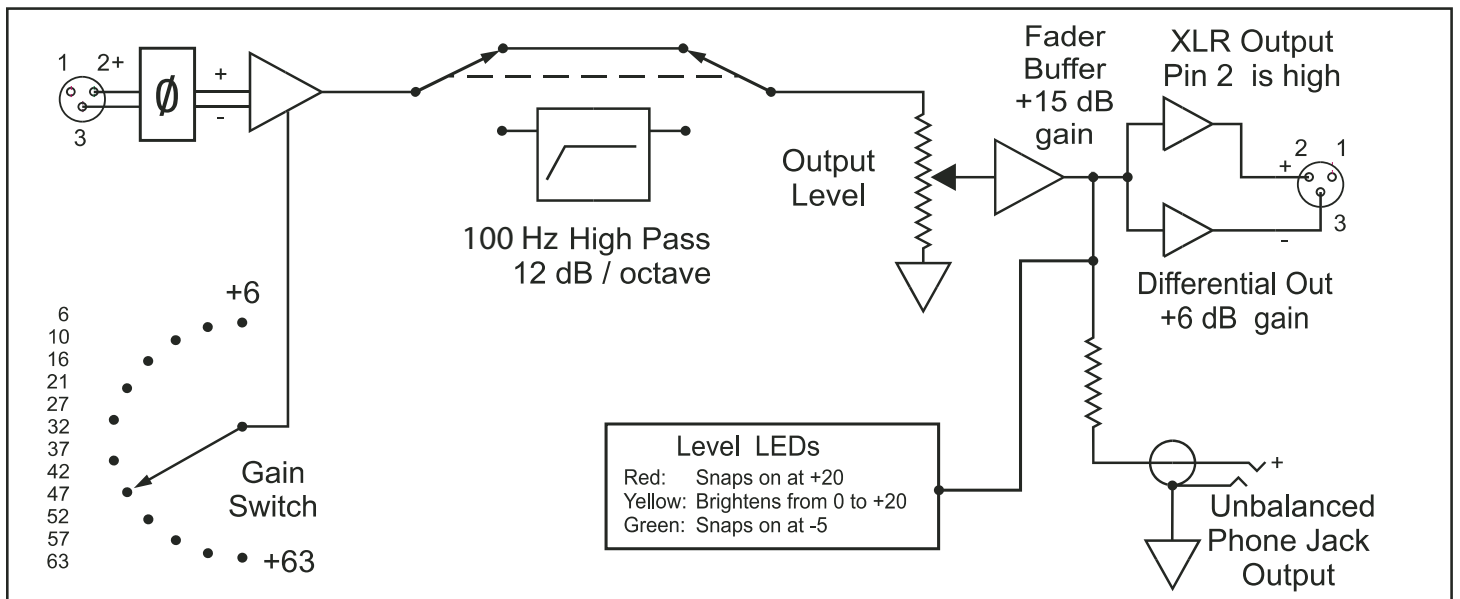 1 2+
3
Ø
+
-
100 Hz High Pass
12 dB / octave
Output
Level
Fader
Buffer
+15 dB
gain
XLR Output
Pin 2 is high
+ 2 1
3
-
Differential Out
+6 dB gain
+6
6
10
16
21
27
32
37
42
47
52
57
63
Gain
Switch
+63
Level LEDs
Red: Snaps on at +20
Yellow: Brightens from 0 to +20
Green: Snaps on at -5
+
Unbalanced
Phone Jack
Output